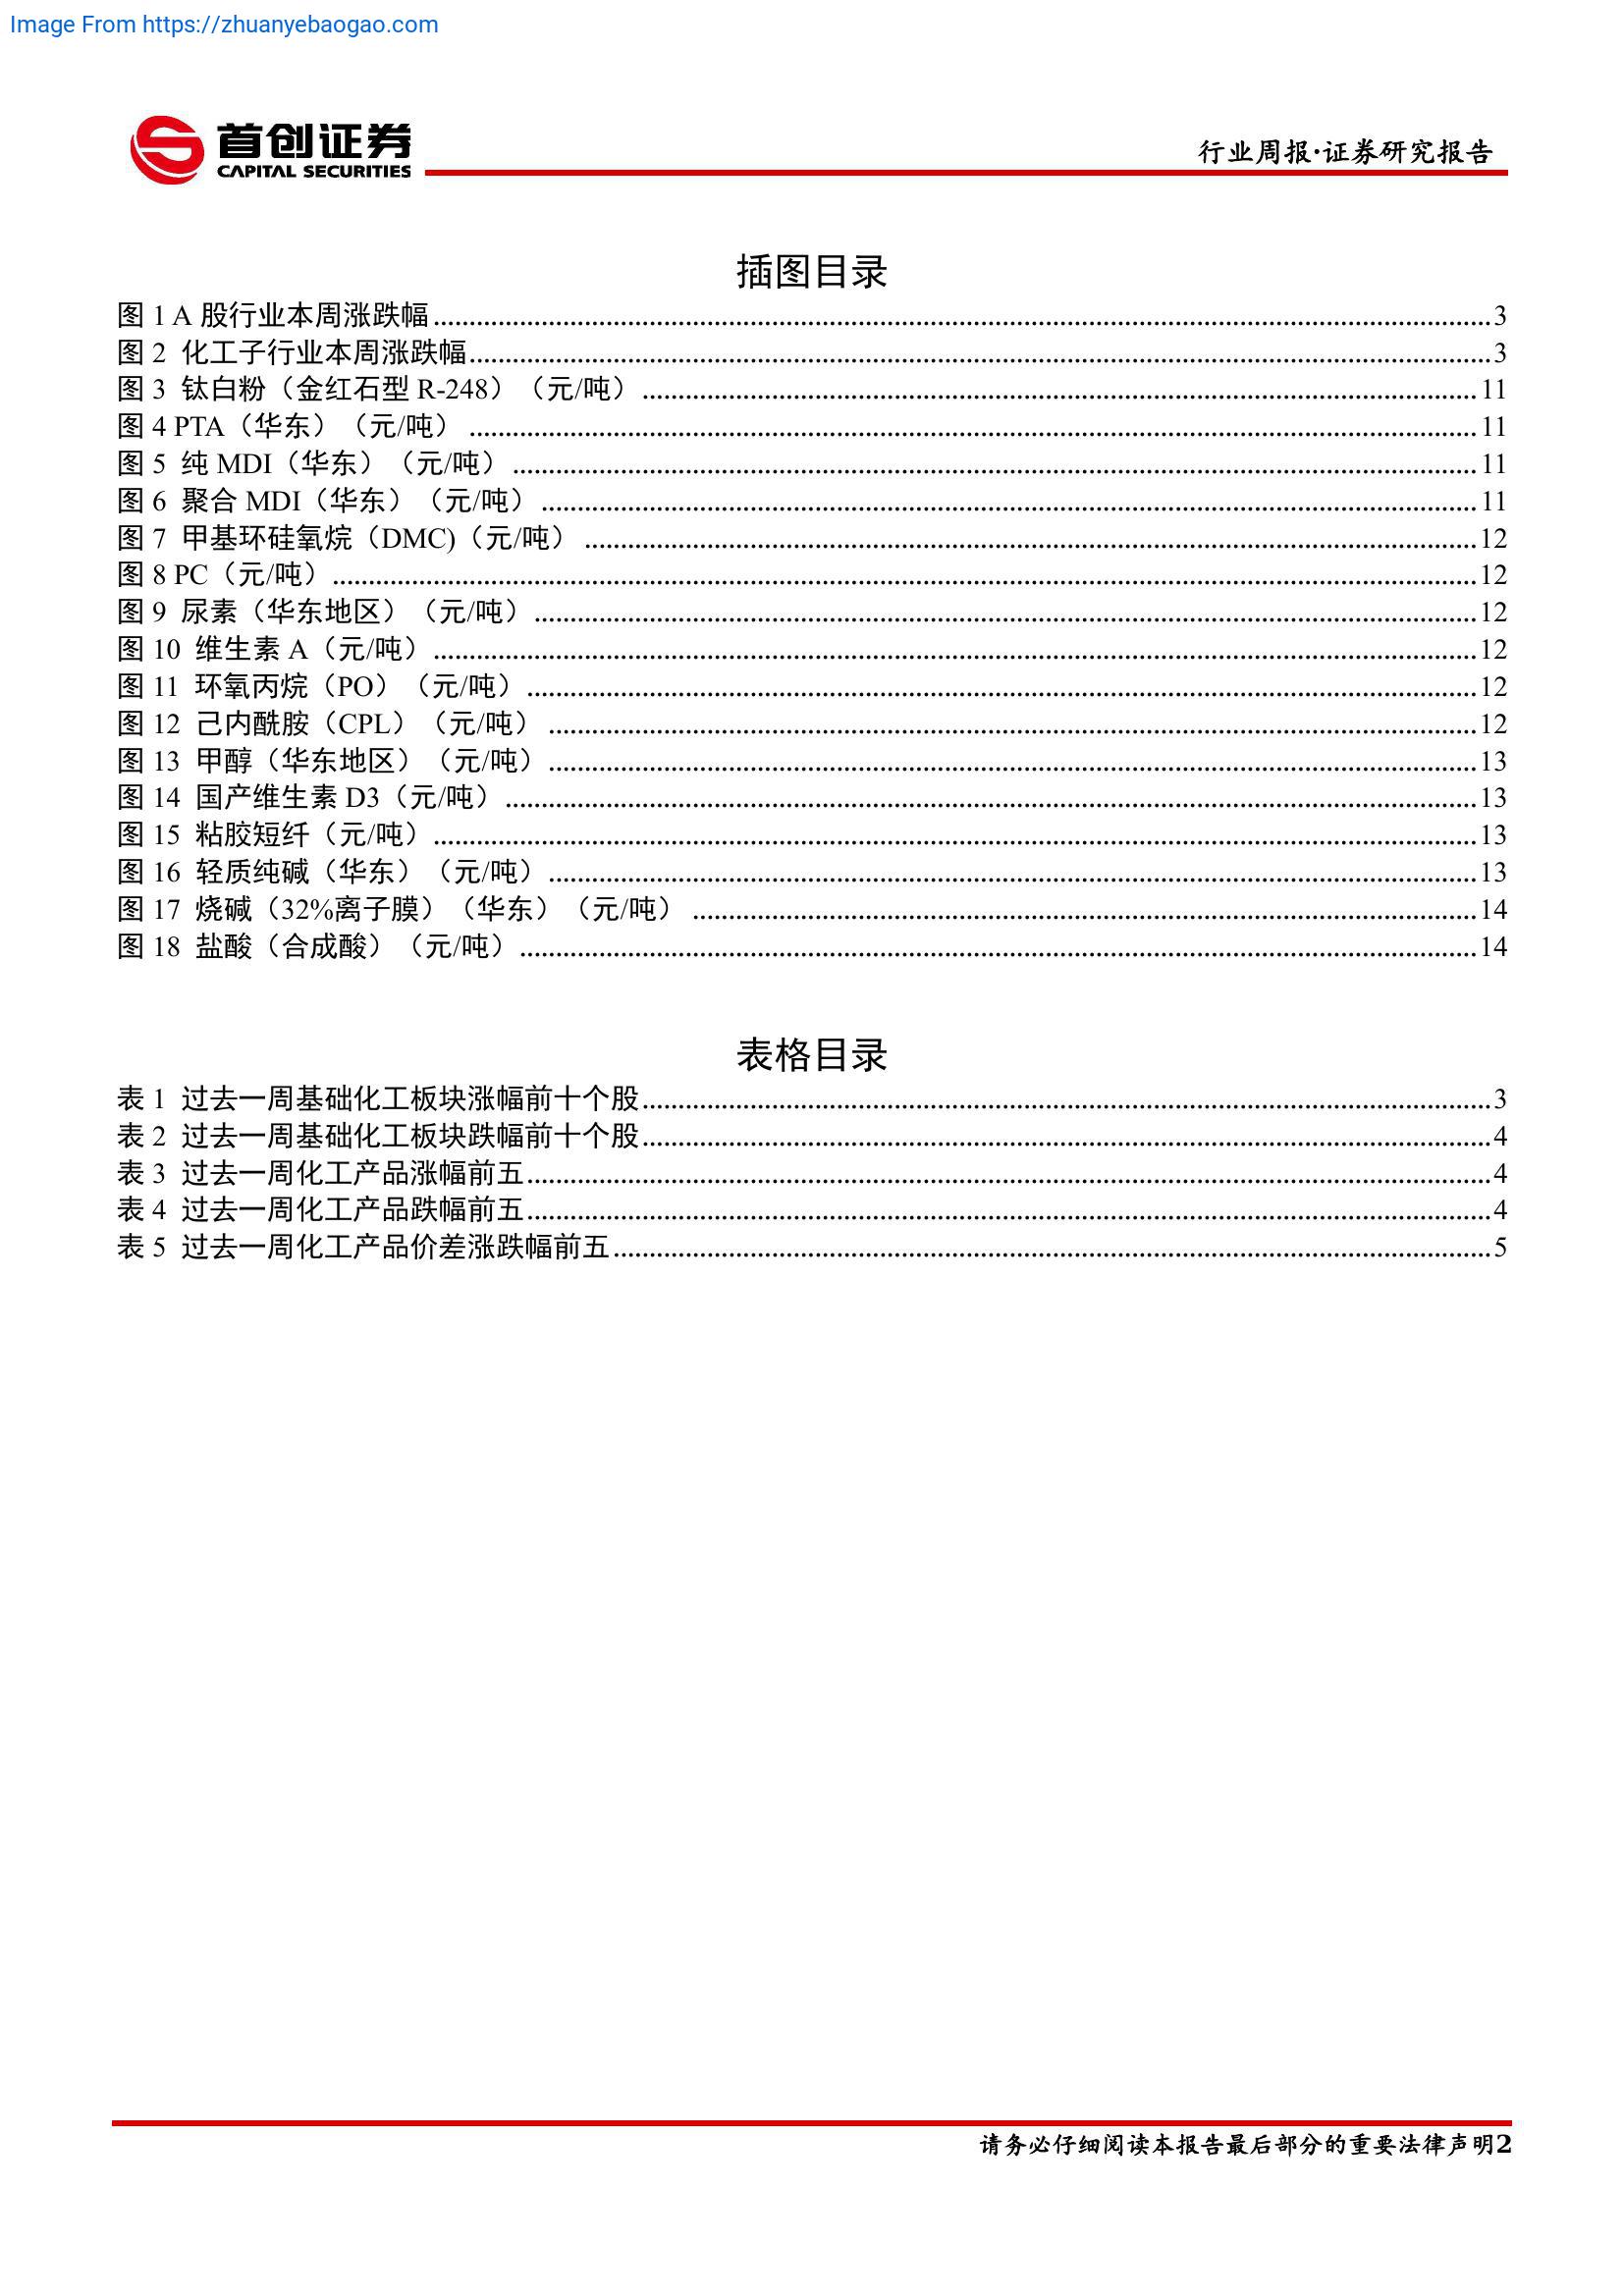 Image From https://zhuanyebaogao.com
首创证券
CAPITAL SECURITIES
行业周报·证券研究报告
插图目录
图 1 A 股行业本周涨跌幅 3
图 2 化工子行业本周涨跌幅 3
图 3 钛白粉（金红石型 R-248）（元/吨） 11
图 4 PTA（华东）（元/吨） 11
图 5 纯 MDI（华东）（元/吨） 11
图 6 聚合 MDI（华东）（元/吨） 11
图 7 甲基环硅氧烷（DMC)（元/吨） 12
图 8 PC（元/吨） 12
图 9 尿素（华东地区）（元/吨） 12
图 10 维生素 A（元/吨） 12
图 11 环氧丙烷（PO）（元/吨） 12
图 12 己内酰胺（CPL）（元/吨） 12
图 13 甲醇（华东地区）（元/吨） 13
图 14 国产维生素 D3（元/吨） 13
图 15 粘胶短纤（元/吨） 13
图 16 轻质纯碱（华东）（元/吨） 13
图 17 烧碱（32%离子膜）（华东）（元/吨） 14
图 18 盐酸（合成酸）（元/吨） 14
表格目录
表 1 过去一周基础化工板块涨幅前十个股 3
表 2 过去一周基础化工板块跌幅前十个股 4
表 3 过去一周化工产品涨幅前五 4
表 4 过去一周化工产品跌幅前五 4
表 5 过去一周化工产品价差涨跌幅前五 5
请务必仔细阅读本报告最后部分的重要法律声明2